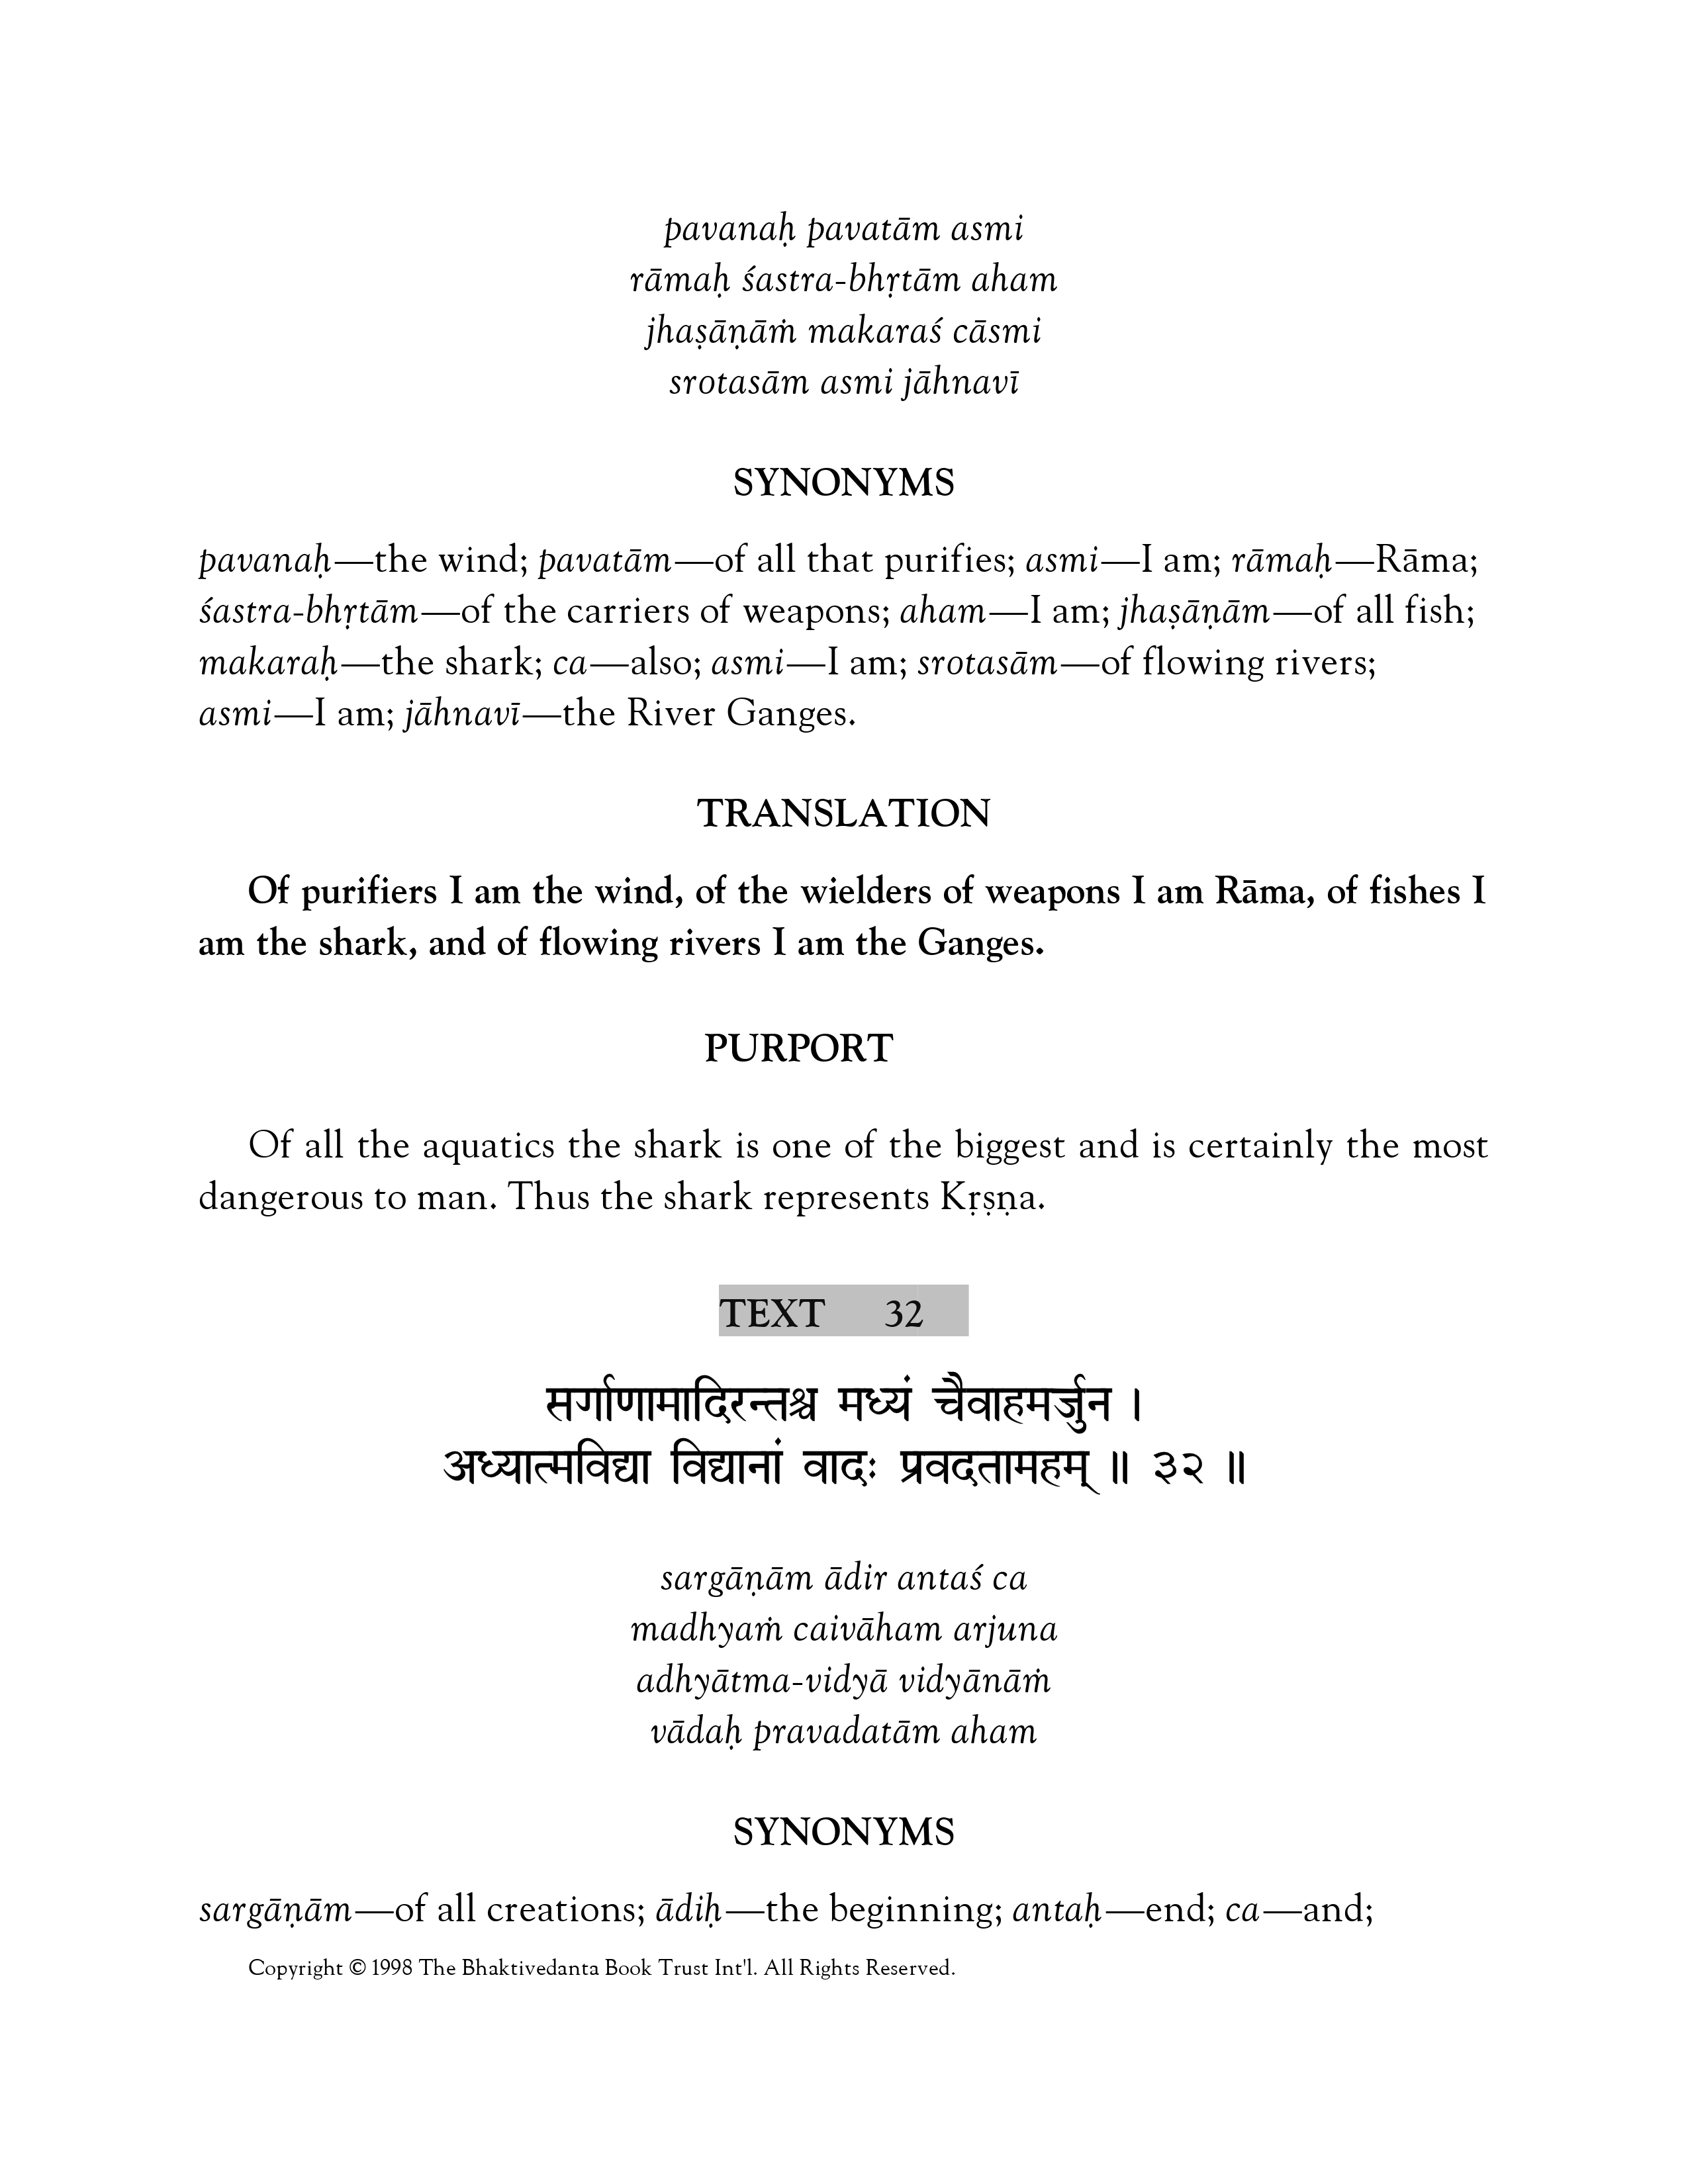 pavanaḥ pavatām asmi
rāmaḥ śastra-bhṛtām aham
jhaṣāṇāṁ makaraś cāsmi
srotasām asmi jāhnavī
SYNONYMS
pavanaḥ—the wind; pavatām—of all that purifies; asmi—I am; rāmaḥ—Rāma;
śastra-bhṛtām—of the carriers of weapons; aham—I am; jhaṣāṇām—of all fish;
makaraḥ—the shark; ca—also; asmi—I am; srotasām—of flowing rivers;
asmi—I am; jāhnavī—the River Ganges.
TRANSLATION
Of purifiers I am the wind, of the wielders of weapons I am Rāma, of fishes I
am the shark, and of flowing rivers I am the Ganges.
PURPORT
Of all the aquatics the shark is one of the biggest and is certainly the most
dangerous to man. Thus the shark represents Kṛṣṇa.
TEXT 32
सर्गाणामादिरन्तश्च मध्यं चैवाहमर्जुन ।
अध्यात्मविद्या विद्यानां वादः प्रवदतामहम् ॥ ३२ ॥
sargāṇām ādir antaś ca
madhyaṁ caivāham arjuna
adhyātma-vidyā vidyānāṁ
vādaḥ pravadatām aham
SYNONYMS
sargāṇām—of all creations; ādiḥ—the beginning; antaḥ—end; ca—and;
Copyright © 1998 The Bhaktivedanta Book Trust Int'l. All Rights Reserved.